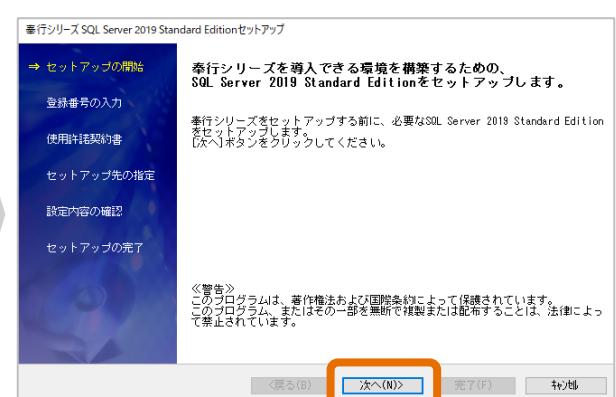 奉行シリーズ SQL Server 2019 Standard Editionセットアップ
⇒ セットアップの開始
登録番号の入力
使用許諾契約書
セットアップ先の指定
設定内容の確認
セットアップの完了
奉行シリーズを導入できる環境を構築するための、
SQL Server 2019 Standard Editionをセットアップします。
奉行シリーズをセットアップする前に、必要なSQL Server 2019 Standard Edition
をセットアップします。
[次へ]ボタンをクリックしてください。
≪警告≫
このプログラムは、著作権法および国際条約によって保護されています。
このプログラム、またはその一部を無断で複製または配布することは、法律によっ
て禁止されています。
<戻る(B)
次へ(N)>
完了(F)
キャンセル